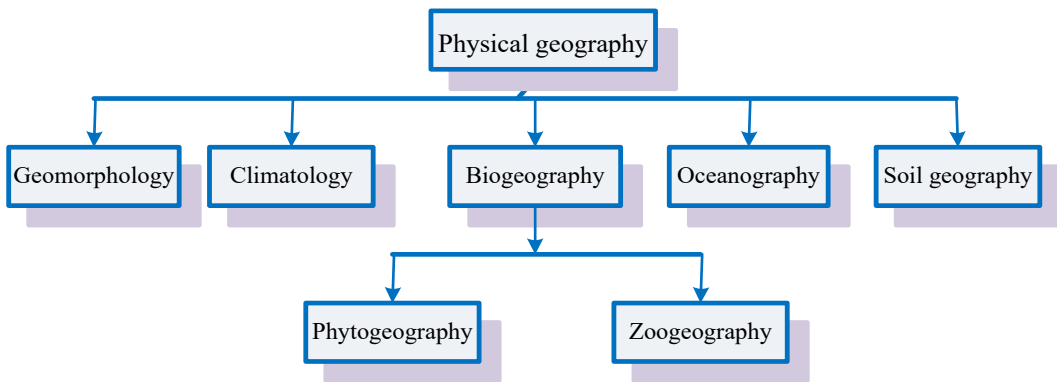 Physical geography
Geomorphology
Climatology
Biogeography
Oceanography
Soil geography
Phytogeography
Zoogeography